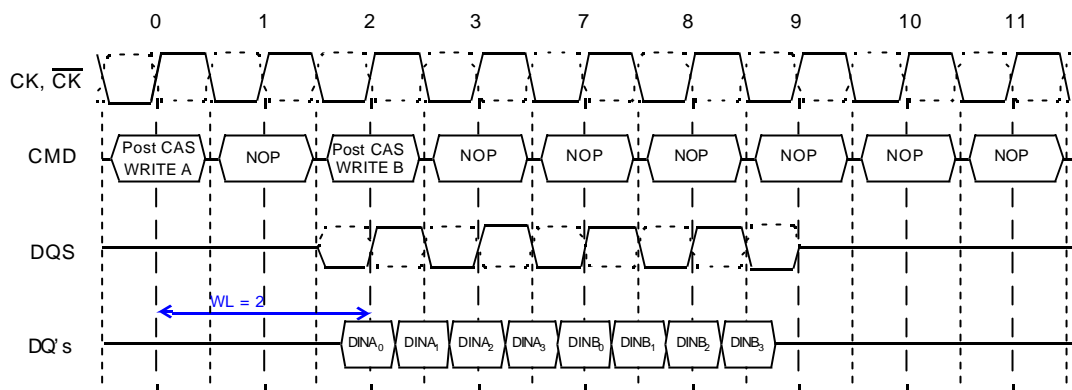 0 1 2 3 7 8 9 10 11
CK, C̅K̅
CMD
Post CAS
WRITE A
NOP
Post CAS
WRITE B
NOP
NOP
NOP
NOP
NOP
NOP
DQS
WL = 2
DQ's
DINA₀ DINA₁ DINA₂ DINA₃ DINB₀ DINB₁ DINB₂ DINB₃